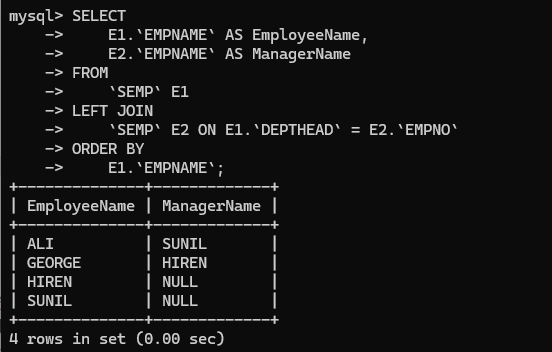 mysql> SELECT
    ->     E1.`EMPNAME` AS EmployeeName,
    ->     E2.`EMPNAME` AS ManagerName
    -> FROM
    ->     `SEMP` E1
    -> LEFT JOIN
    ->     `SEMP` E2 ON E1.`DEPTHEAD` = E2.`EMPNO`
    -> ORDER BY
    ->     E1.`EMPNAME`;
+--------------+-------------+
| EmployeeName | ManagerName |
+--------------+-------------+
| ALI          | SUNIL       |
| GEORGE       | HIREN       |
| HIREN        | NULL        |
| SUNIL        | NULL        |
+--------------+-------------+
4 rows in set (0.00 sec)